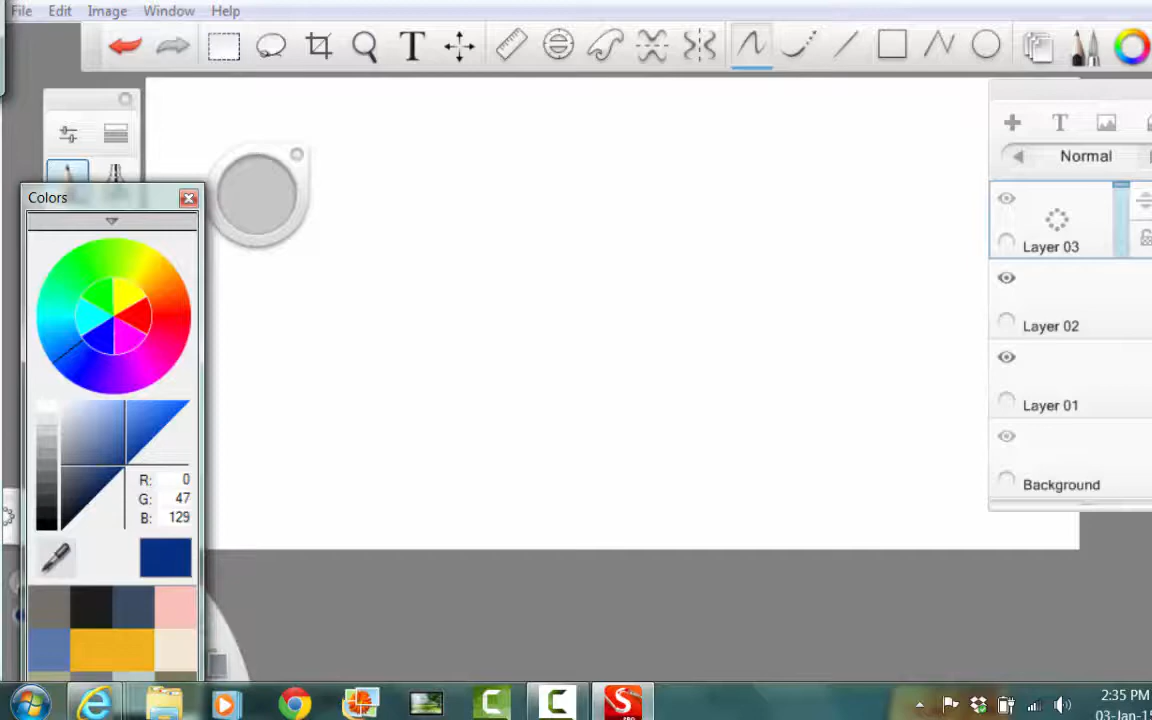 File Edit Image Window Help
T
T
Normal
Colors
Layer 03
Layer 02
Layer 01
Background
R: 0
G: 47
B: 129
C
C
S
PRO
2:35 PM